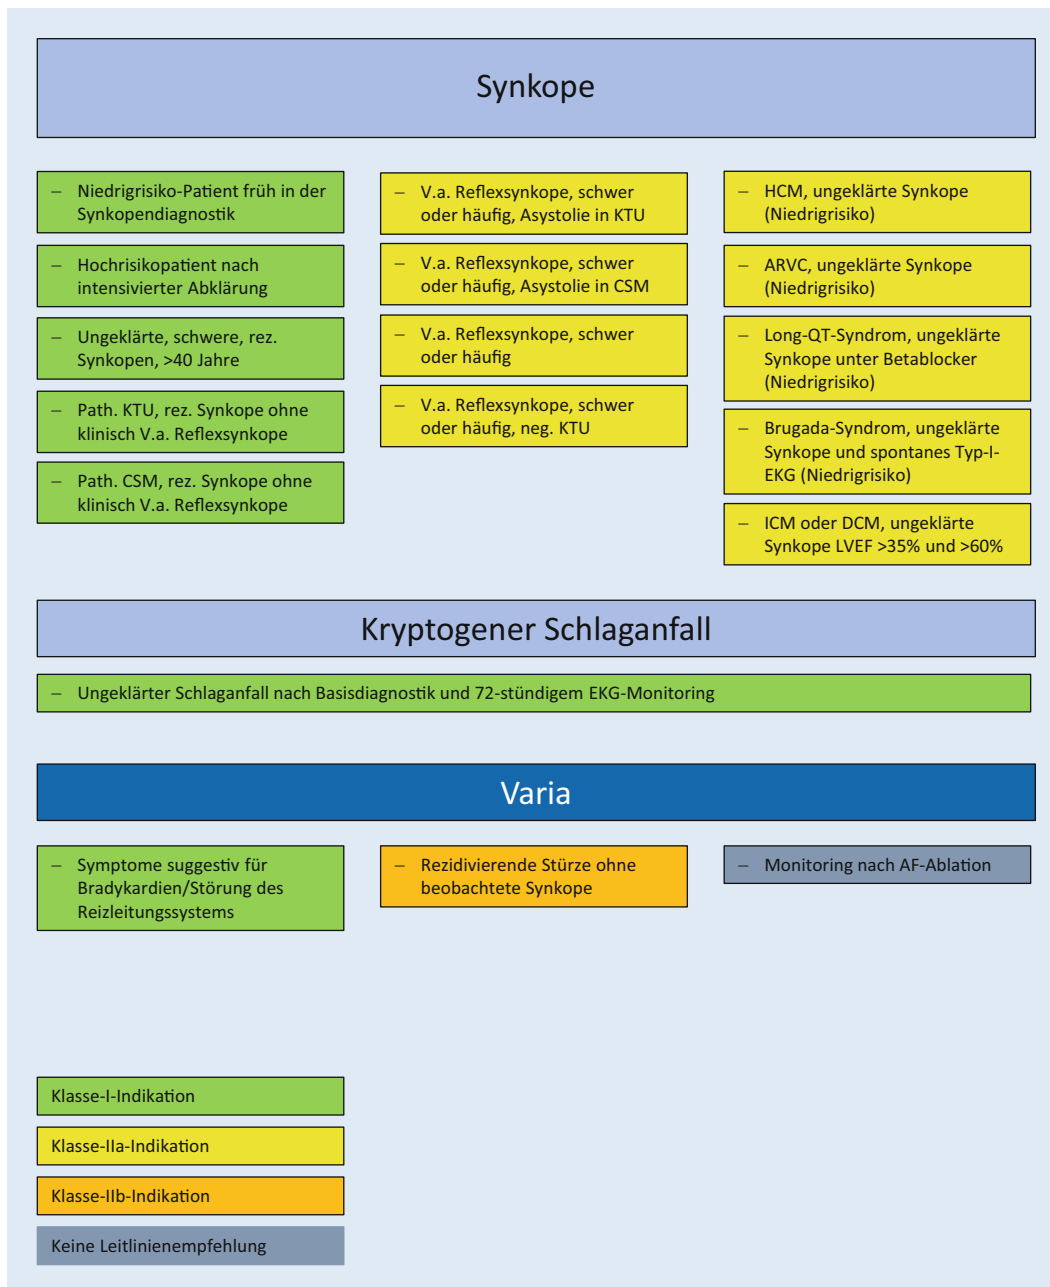 Synkope
– Niedrigrisiko-Patient früh in der
Synkopendiagnostik
– Hochrisikopatient nach
intensivierter Abklärung
– Ungeklärte, schwere, rez.
Synkopen, >40 Jahre
– Path. KTU, rez. Synkope ohne
klinisch V.a. Reflexsynkope
– Path. CSM, rez. Synkope ohne
klinisch V.a. Reflexsynkope
– V.a. Reflexsynkope, schwer
oder häufig, Asystolie in KTU
– V.a. Reflexsynkope, schwer
oder häufig, Asystolie in CSM
– V.a. Reflexsynkope, schwer
oder häufig
– V.a. Reflexsynkope, schwer
oder häufig, neg. KTU
– HCM, ungeklärte Synkope
(Niedrigrisiko)
– ARVC, ungeklärte Synkope
(Niedrigrisiko)
– Long-QT-Syndrom, ungeklärte
Synkope unter Betablocker
(Niedrigrisiko)
– Brugada-Syndrom, ungeklärte
Synkope und spontanes Typ-I-
EKG (Niedrigrisiko)
– ICM oder DCM, ungeklärte
Synkope LVEF >35% und >60%
Kryptogener Schlaganfall
– Ungeklärter Schlaganfall nach Basisdiagnostik und 72-stündigem EKG-Monitoring
Varia
– Symptome suggestiv für
Bradykardien/Störung des
Reizleitungssystems
– Rezidivierende Stürze ohne
beobachtete Synkope
– Monitoring nach AF-Ablation
Klasse-I-Indikation
Klasse-IIa-Indikation
Klasse-IIb-Indikation
Keine Leitlinienempfehlung